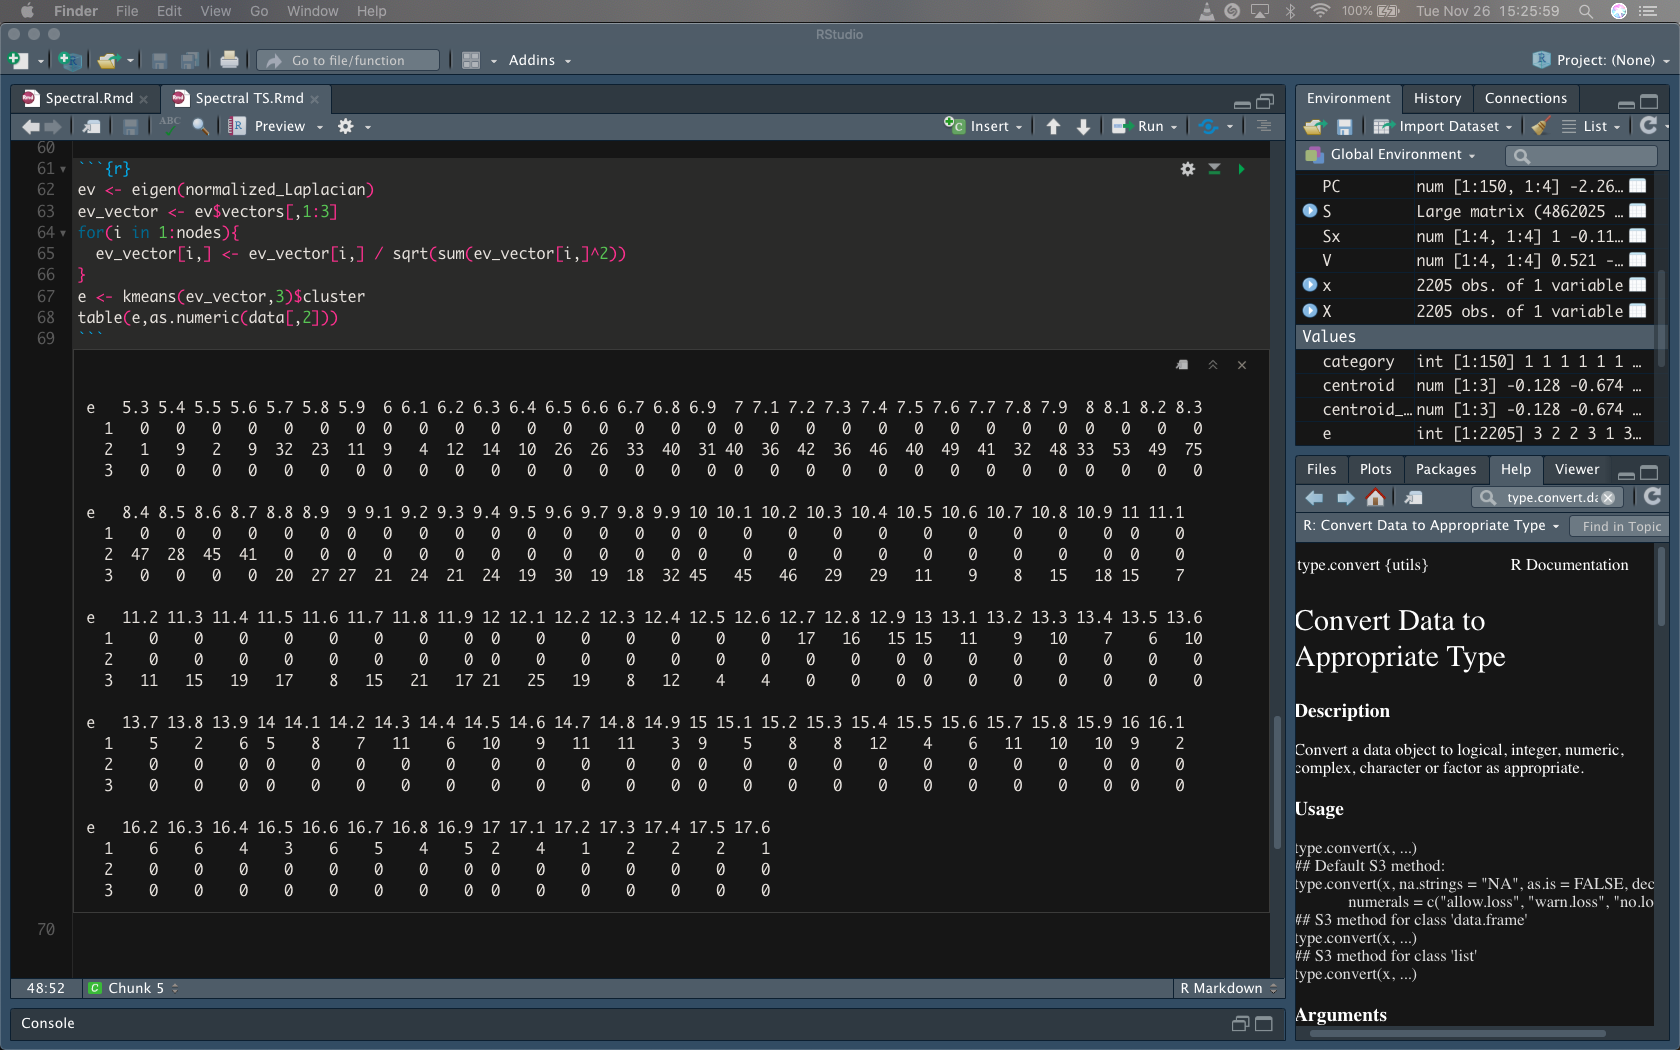 Finder File Edit View Go Window Help 100% Tue Nov 26 15:25:59
RStudio
Go to file/function Addins Project: (None)
Spectral.Rmd Spectral TS.Rmd
ABC Preview Insert Run
60
61 ```{r}
62 ev <- eigen(normalized_Laplacian)
63 ev_vector <- ev$vectors[,1:3]
64 for(i in 1:nodes){
65 ev_vector[i,] <- ev_vector[i,] / sqrt(sum(ev_vector[i,]^2))
66 }
67 e <- kmeans(ev_vector,3)$cluster
68 table(e,as.numeric(data[,2]))
69 ```
e 5.3 5.4 5.5 5.6 5.7 5.8 5.9 6 6.1 6.2 6.3 6.4 6.5 6.6 6.7 6.8 6.9 7 7.1 7.2 7.3 7.4 7.5 7.6 7.7 7.8 7.9 8 8.1 8.2 8.3
1 0 0 0 0 0 0 0 0 0 0 0 0 0 0 0 0 0 0 0 0 0 0 0 0 0 0 0 0 0 0 0
2 1 9 2 9 32 23 11 9 4 12 14 10 26 26 33 40 31 40 36 42 36 46 40 49 41 32 48 33 53 49 75
3 0 0 0 0 0 0 0 0 0 0 0 0 0 0 0 0 0 0 0 0 0 0 0 0 0 0 0 0 0 0 0
e 8.4 8.5 8.6 8.7 8.8 8.9 9 9.1 9.2 9.3 9.4 9.5 9.6 9.7 9.8 9.9 10 10.1 10.2 10.3 10.4 10.5 10.6 10.7 10.8 10.9 11 11.1
1 0 0 0 0 0 0 0 0 0 0 0 0 0 0 0 0 0 0 0 0 0 0 0 0 0 0 0 0
2 47 28 45 41 0 0 0 0 0 0 0 0 0 0 0 0 0 0 0 0 0 0 0 0 0 0 0 0
3 0 0 0 0 20 27 27 21 24 21 24 19 30 19 18 32 45 45 46 29 29 11 9 8 15 18 15 7
e 11.2 11.3 11.4 11.5 11.6 11.7 11.8 11.9 12 12.1 12.2 12.3 12.4 12.5 12.6 12.7 12.8 12.9 13 13.1 13.2 13.3 13.4 13.5 13.6
1 0 0 0 0 0 0 0 0 0 0 0 0 0 0 0 17 16 15 15 11 9 10 7 6 10
2 0 0 0 0 0 0 0 0 0 0 0 0 0 0 0 0 0 0 0 0 0 0 0 0 0
3 11 15 19 17 8 15 21 17 21 25 19 8 12 4 4 0 0 0 0 0 0 0 0 0 0
e 13.7 13.8 13.9 14 14.1 14.2 14.3 14.4 14.5 14.6 14.7 14.8 14.9 15 15.1 15.2 15.3 15.4 15.5 15.6 15.7 15.8 15.9 16 16.1
1 5 2 6 5 8 7 11 6 10 9 11 11 3 9 5 8 8 12 4 6 11 10 10 9 2
2 0 0 0 0 0 0 0 0 0 0 0 0 0 0 0 0 0 0 0 0 0 0 0 0 0
3 0 0 0 0 0 0 0 0 0 0 0 0 0 0 0 0 0 0 0 0 0 0 0 0 0
e 16.2 16.3 16.4 16.5 16.6 16.7 16.8 16.9 17 17.1 17.2 17.3 17.4 17.5 17.6
1 6 6 4 3 6 5 4 5 2 4 1 2 2 2 1
2 0 0 0 0 0 0 0 0 0 0 0 0 0 0 0
3 0 0 0 0 0 0 0 0 0 0 0 0 0 0 0
70
48:52 C Chunk 5 R Markdown
Console
Environment History Connections
Import Dataset List
Global Environment
PC num [1:150, 1:4] -2.26...
S Large matrix (4862025 ...
Sx num [1:4, 1:4] 1 -0.11...
V num [1:4, 1:4] 0.521 -...
x 2205 obs. of 1 variable
X 2205 obs. of 1 variable
Values
category int [1:150] 1 1 1 1 1 1 ...
centroid num [1:3] -0.128 -0.674 ...
centroid_... num [1:3] -0.128 -0.674 ...
e int [1:2205] 3 2 2 3 1 3...
Files Plots Packages Help Viewer
type.convert.da
R: Convert Data to Appropriate Type Find in Topic
type.convert {utils} R Documentation
Convert Data to
Appropriate Type
Description
Convert a data object to logical, integer, numeric,
complex, character or factor as appropriate.
Usage
type.convert(x, ...)
## Default S3 method:
type.convert(x, na.strings = "NA", as.is = FALSE, dec
numerals = c("allow.loss", "warn.loss", "no.lo
## S3 method for class 'data.frame'
type.convert(x, ...)
## S3 method for class 'list'
type.convert(x, ...)
Arguments